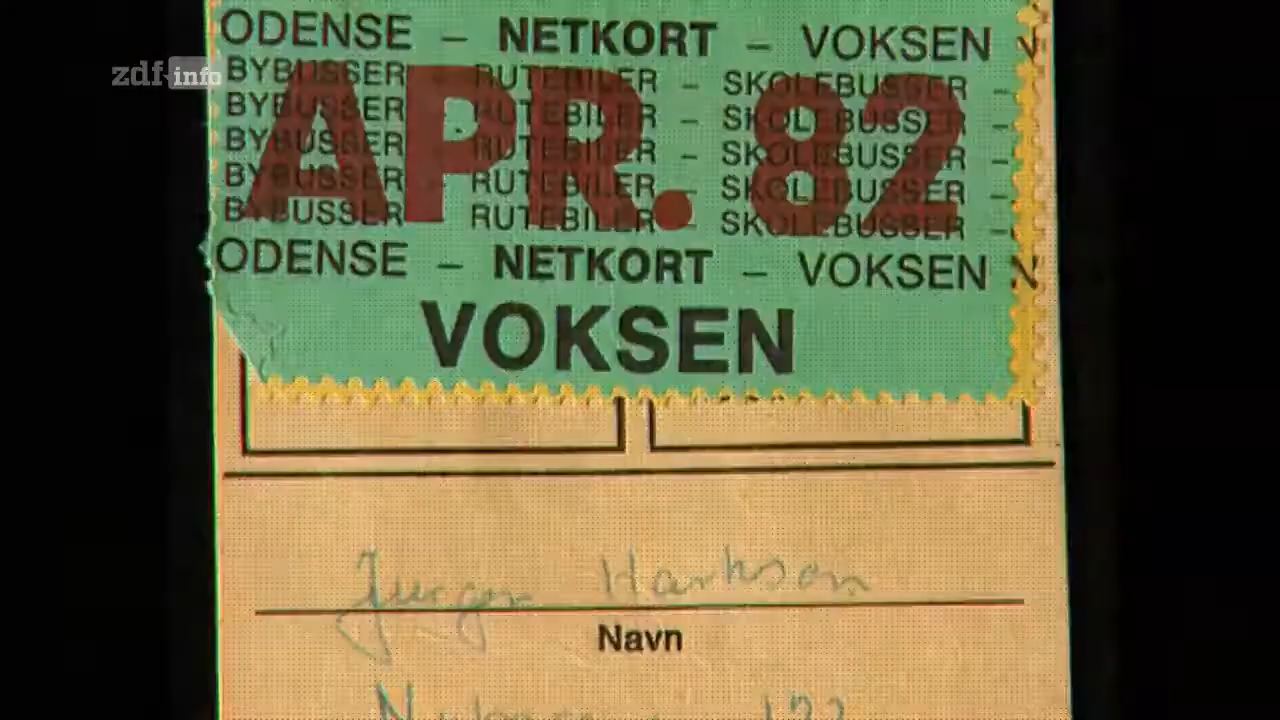 zdf-info
ODENSE – NETKORT – VOKSEN N
BYBUSSER – RUTEBILER – SKOLEBUSSER –
BYBUSSER – RUTEBILER – SKOLEBUSSER –
BYBUSSER – RUTEBILER – SKOLEBUSSER –
BYBUSSER – RUTEBILER – SKOLEBUSSER –
BYBUSSER – RUTEBILER – SKOLEBUSSER –
APR. 82
ODENSE – NETKORT – VOKSEN N
VOKSEN
Navn